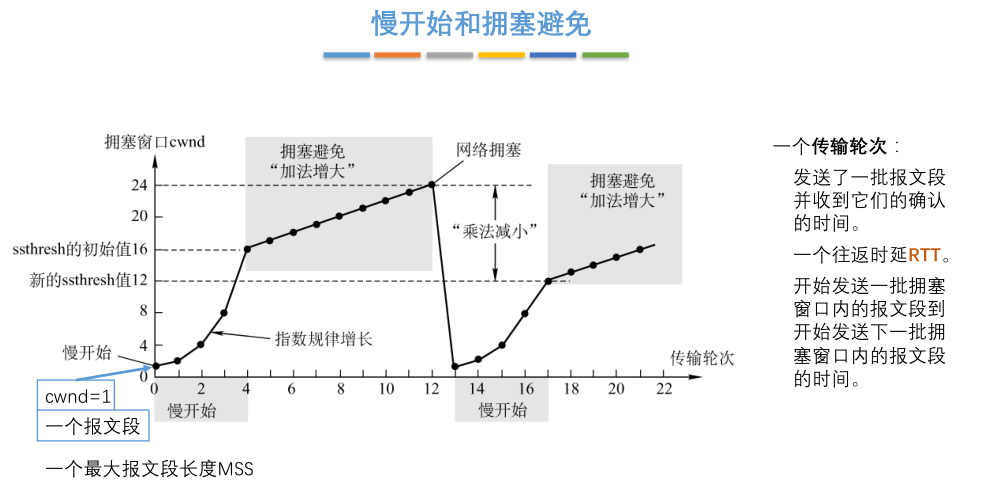 慢开始和拥塞避免
拥塞窗口cwnd
拥塞避免
“加法增大”
网络拥塞
拥塞避免
“加法增大”
“乘法减小”
24
20
ssthresh的初始值16
新的ssthresh值12
8
4
0
慢开始
指数规律增长
传输轮次
0
2
4
6
8
10
12
14
16
18
20
22
慢开始
慢开始
cwnd=1
一个报文段
一个最大报文段长度MSS
一个传输轮次：
发送了一批报文段
并收到它们的确认
的时间。
一个往返时延RTT。
开始发送一批拥塞
窗口内的报文段到
开始发送下一批拥
塞窗口内的报文段
的时间。